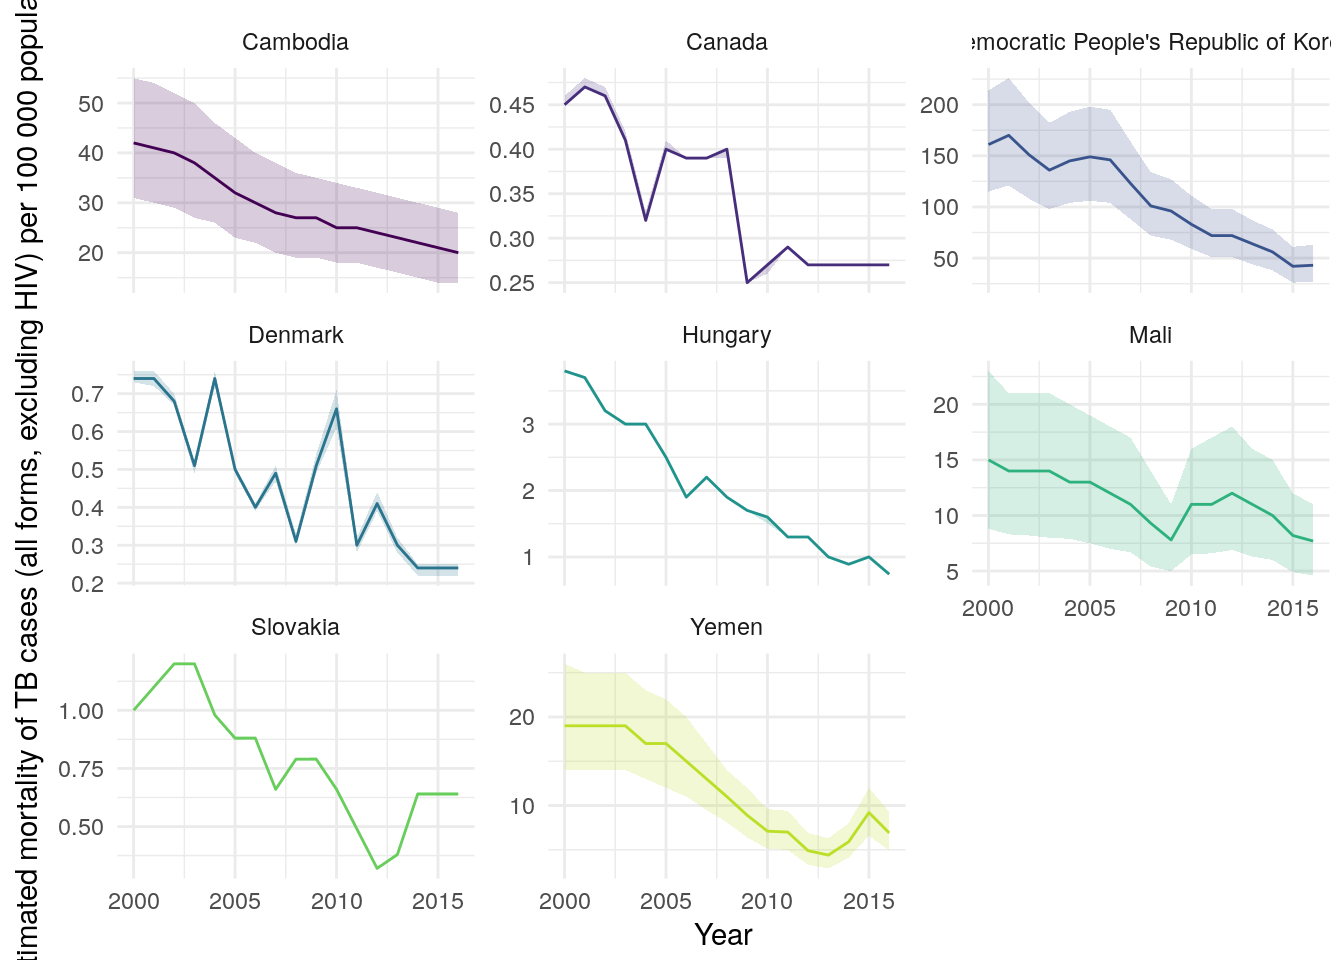 Cambodia
Canada
Democratic People's Republic of Kor
50
40
30
20
0.45
0.40
0.35
0.30
0.25
200
150
100
50
Denmark
Hungary
Mali
0.7
0.6
0.5
0.4
0.3
0.2
3
2
1
20
15
10
5
2000 2005 2010 2015
Slovakia
Yemen
1.00
0.75
0.50
20
10
2000 2005 2010 2015
2000 2005 2010 2015
Year
timated mortality of TB cases (all forms, excluding HIV) per 100 000 popula